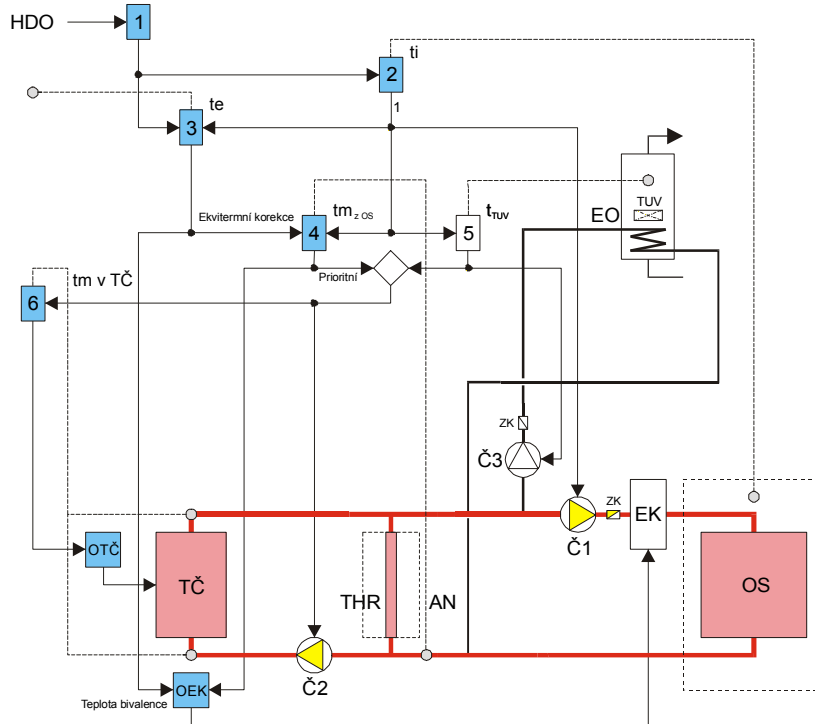 HDO
1
ti
2
1
te
3
Ekvitermní korekce
tm z OS
4
tTUV
5
TUV
EO
Prioritní
tm v TČ
6
ZK
Č3
ZK
EK
Č1
OTČ
TČ
THR
AN
OS
Č2
OEK
Teplota bivalence